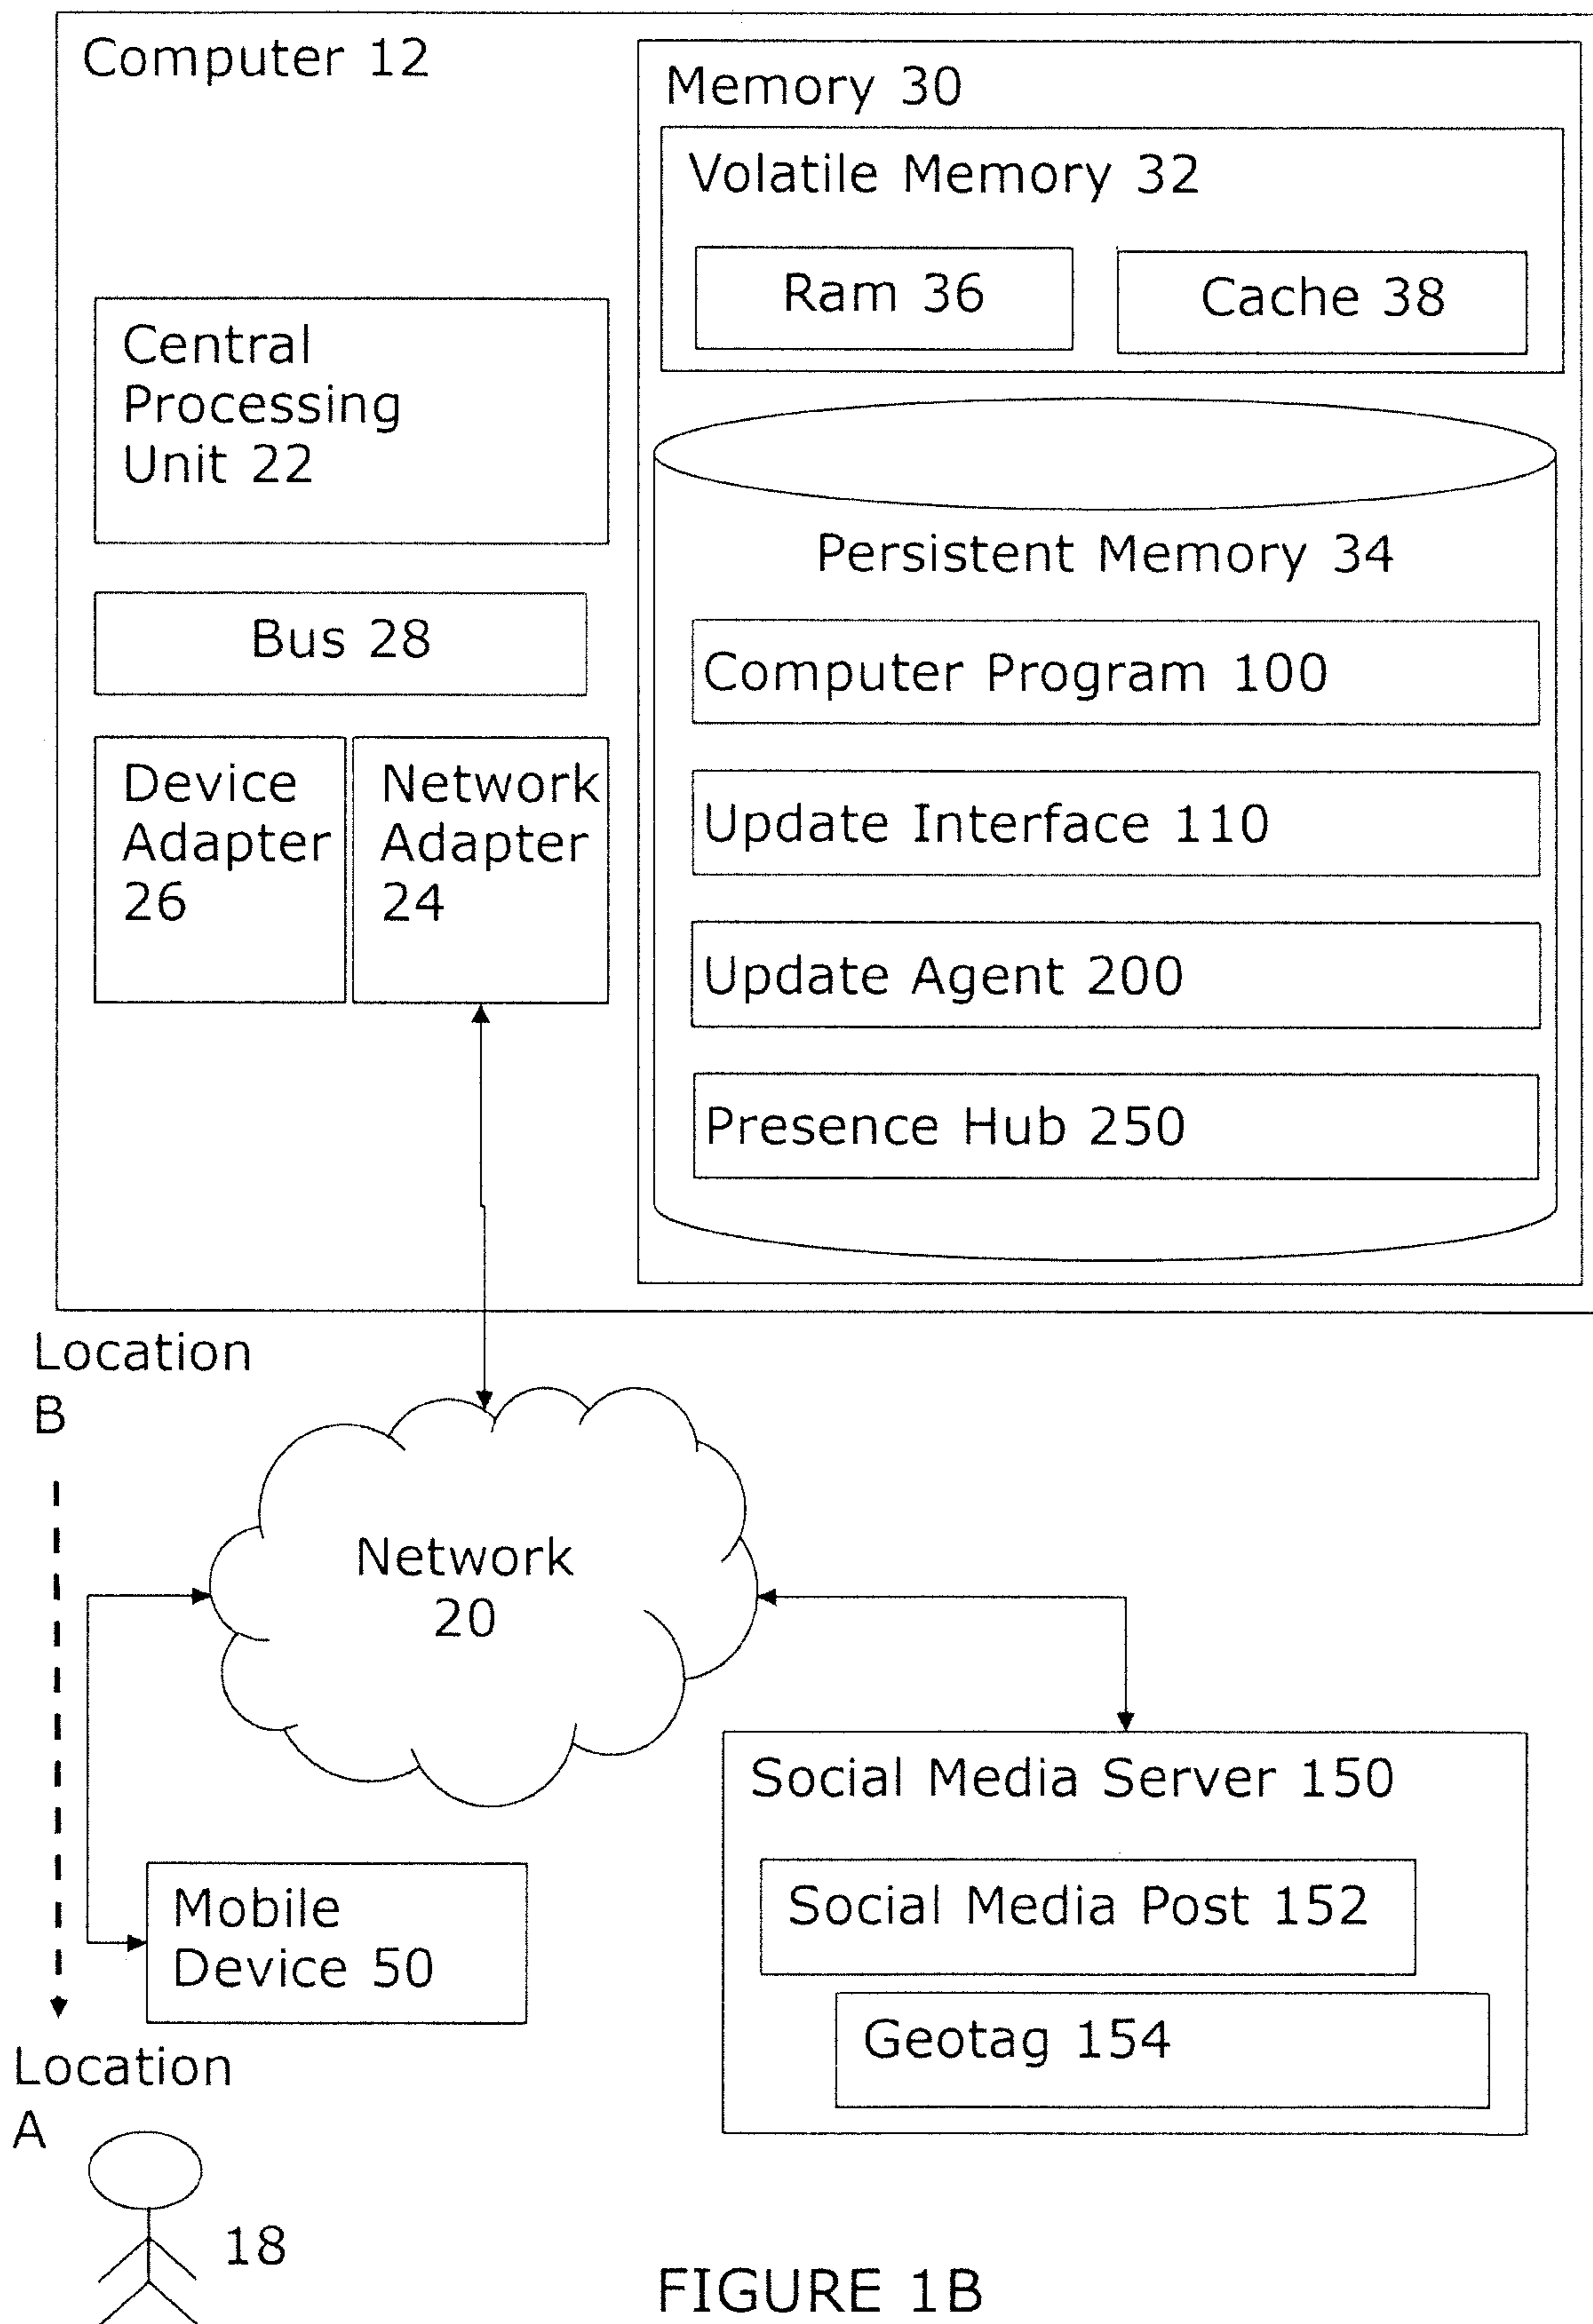 Computer 12
Memory 30
Volatile Memory 32
Ram 36
Cache 38
Central
Processing
Unit 22
Persistent Memory 34
Bus 28
Computer Program 100
Device
Adapter
26
Network
Adapter
24
Update Interface 110
Update Agent 200
Presence Hub 250
Location
B
Network
20
Social Media Server 150
Social Media Post 152
Geotag 154
Mobile
Device 50
Location
A
18
FIGURE 1B